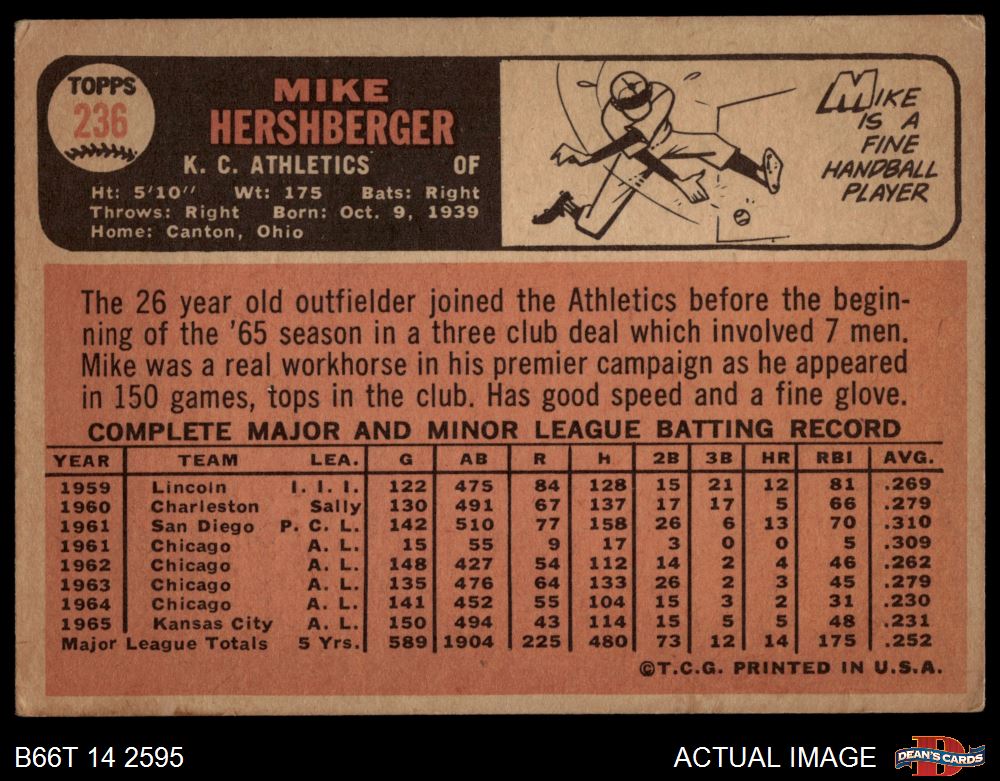 TOPPS
236
MIKE
HERSHBERGER
K. C. ATHLETICS OF
Ht: 5'10" Wt: 175 Bats: Right
Throws: Right Born: Oct. 9, 1939
Home: Canton, Ohio
MIKE
IS A
FINE
HANDBALL
PLAYER
The 26 year old outfielder joined the Athletics before the begin-
ning of the '65 season in a three club deal which involved 7 men.
Mike was a real workhorse in his premier campaign as he appeared
in 150 games, tops in the club. Has good speed and a fine glove.
COMPLETE MAJOR AND MINOR LEAGUE BATTING RECORD
YEAR TEAM LEA. G AB R H 2B 3B HR RBI AVG.
1959 Lincoln I. I. I. 122 475 84 128 15 21 12 81 .269
1960 Charleston Sally 130 491 67 137 17 17 5 66 .279
1961 San Diego P. C. L. 142 510 77 158 26 6 13 70 .310
1961 Chicago A. L. 15 55 9 17 3 0 0 5 .309
1962 Chicago A. L. 148 427 54 112 14 2 4 46 .262
1963 Chicago A. L. 135 476 64 133 26 2 3 45 .279
1964 Chicago A. L. 141 452 55 104 15 3 2 31 .230
1965 Kansas City A. L. 150 494 43 114 15 5 5 48 .231
Major League Totals 5 Yrs. 589 1904 225 480 73 12 14 175 .252
©T.C.G. PRINTED IN U.S.A.
B66T 14 2595
ACTUAL IMAGE
D
DEAN'S CARDS